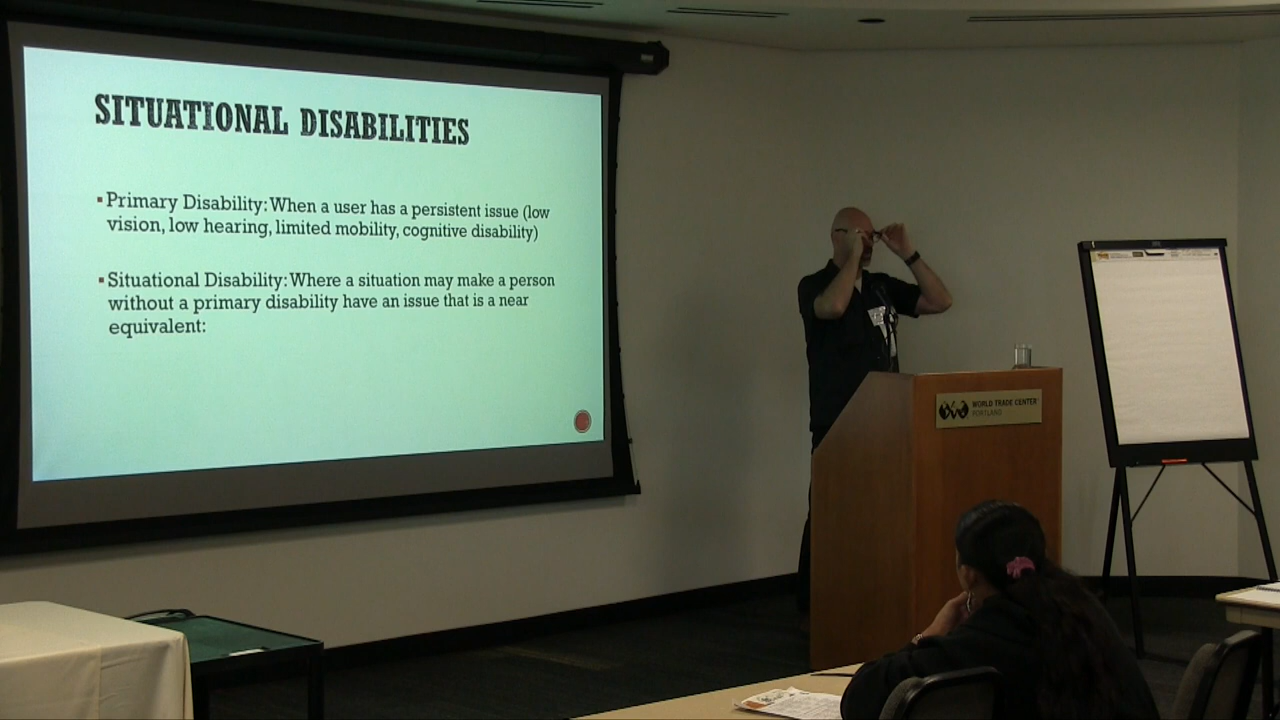 SITUATIONAL DISABILITIES
▪Primary Disability: When a user has a persistent issue (low
vision, low hearing, limited mobility, cognitive disability)
▪Situational Disability: Where a situation may make a person
without a primary disability have an issue that is a near
equivalent:
WORLD TRADE CENTER
PORTLAND